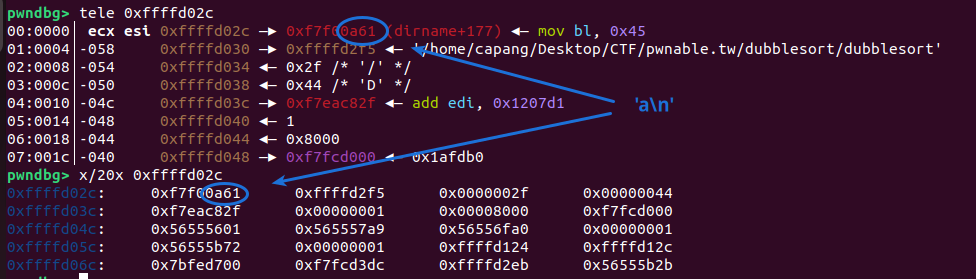 pwndbg> tele 0xffffd02c
00:0000│ ecx esi 0xffffd02c —▸ 0xf7f00a61 (dirname+177) ◂— mov bl, 0x45
01:0004│-058 0xffffd030 —▸ 0xffffd2f5 ◂— '/home/capang/Desktop/CTF/pwnable.tw/dubblesort/dubblesort'
02:0008│-054 0xffffd034 ◂— 0x2f /* '/' */
03:000c│-050 0xffffd038 ◂— 0x44 /* 'D' */
04:0010│-04c 0xffffd03c —▸ 0xf7eac82f ◂— add edi, 0x1207d1
05:0014│-048 0xffffd040 ◂— 1
06:0018│-044 0xffffd044 ◂— 0x8000
07:001c│-040 0xffffd048 —▸ 0xf7fcd000 ◂— 0x1afdb0
'a\n'
pwndbg> x/20x 0xffffd02c
0xffffd02c: 0xf7f00a61 0xffffd2f5 0x0000002f 0x00000044
0xffffd03c: 0xf7eac82f 0x00000001 0x00008000 0xf7fcd000
0xffffd04c: 0x56555601 0x565557a9 0x56556fa0 0x00000001
0xffffd05c: 0x56555b72 0x00000001 0xffffd124 0xffffd12c
0xffffd06c: 0x7bfed700 0xf7fcd3dc 0xffffd2eb 0x56555b2b
pwndbg>